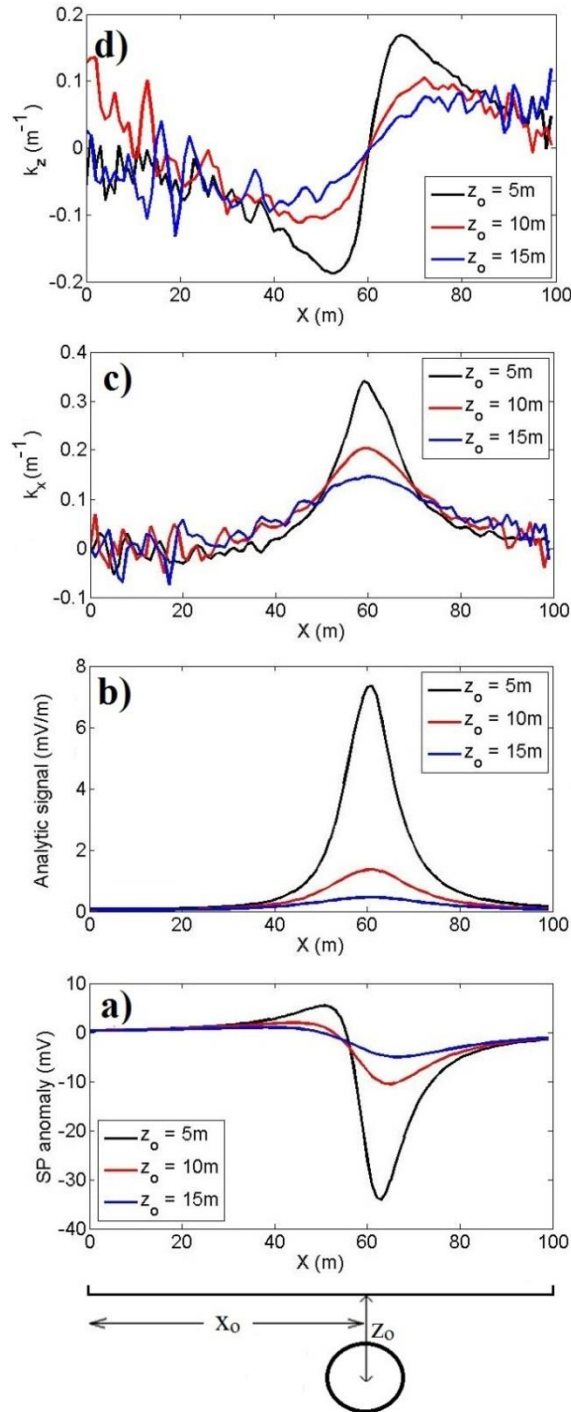 d)
0.2
0.1
0
-0.1
-0.2
k_z (m⁻¹)
z_o = 5m
z_o = 10m
z_o = 15m
0 20 40 60 80 100
X (m)
c)
0.4
0.3
0.2
0.1
0
-0.1
k_x (m⁻¹)
z_o = 5m
z_o = 10m
z_o = 15m
0 20 40 60 80 100
X (m)
b)
8
6
4
2
0
Analytic signal (mV/m)
z_o = 5m
z_o = 10m
z_o = 15m
0 20 40 60 80 100
X (m)
a)
10
0
-10
-20
-30
-40
SP anomaly (mV)
z_o = 5m
z_o = 10m
z_o = 15m
0 20 40 60 80 100
X (m)
x_o
z_o